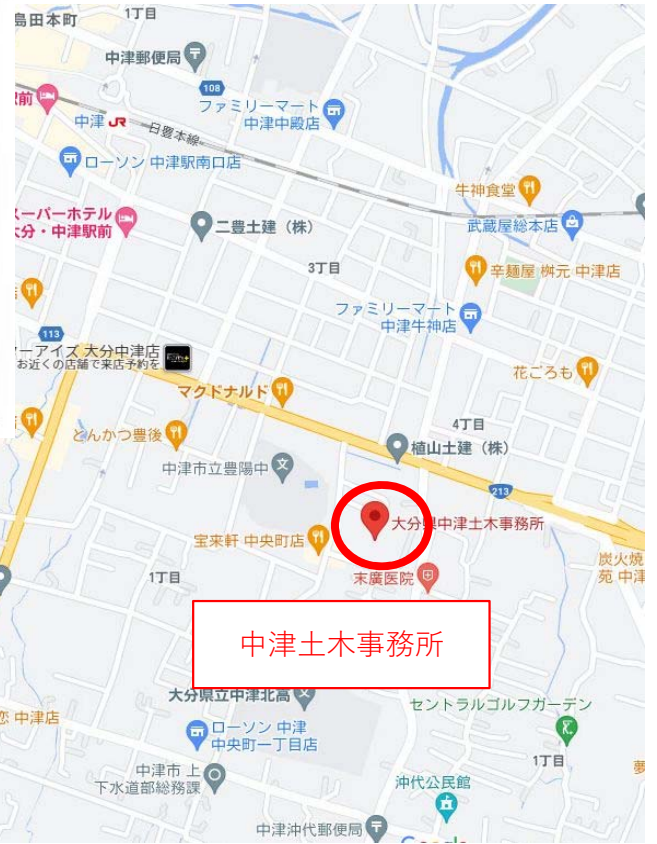 島田本町
1丁目
中津郵便局
108
駅前
ファミリーマート
中津中殿店
中津 JR
日豊本線
ローソン 中津駅南口店
牛神食堂
スーパーホテル
大分・中津駅前
二豊土建（株）
武蔵屋総本店
3丁目
辛麺屋 桝元 中津店
ファミリーマート
中津牛神店
113
ーアイズ 大分中津店
お近くの店舗で来店予約を
花ごろも
マクドナルド
4丁目
とんかつ豊後
植山土建（株）
中津市立豊陽中
213
大分県中津土木事務所
宝来軒 中央町店
炭火焼
苑 中津
1丁目
末廣医院
中津土木事務所
大分県立中津北高
セントラルゴルフガーデン
恋 中津店
ローソン 中津
中央町一丁目店
1丁目
夢
中津市 上
下水道部総務課
沖代公民館
中津沖代郵便局
Google